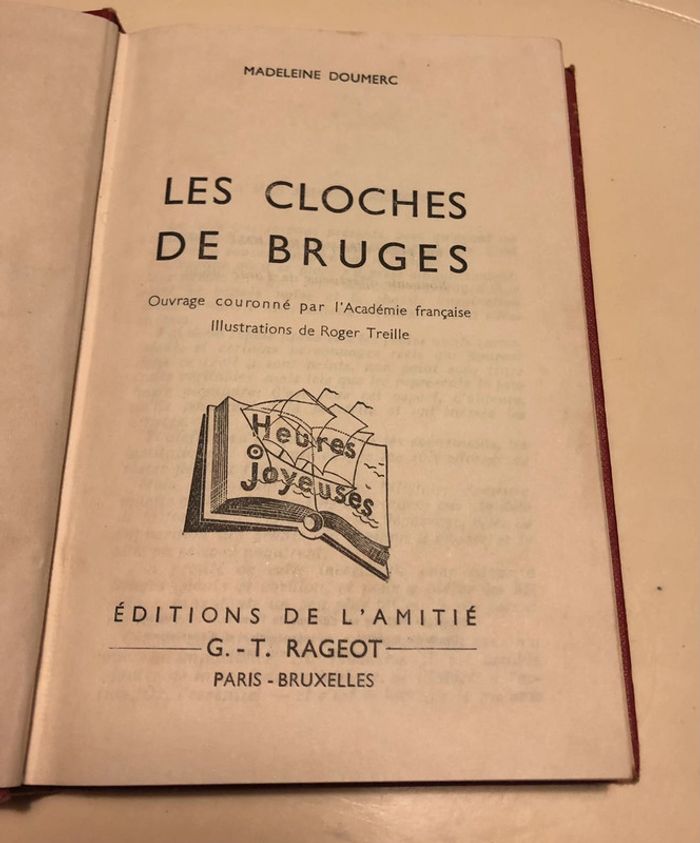 MADELEINE DOUMERC
LES CLOCHES
DE BRUGES
Ouvrage couronné par l'Académie française
Illustrations de Roger Treille
Heures
Joyeuses
ÉDITIONS DE L'AMITIÉ
G.-T. RAGEOT
PARIS - BRUXELLES